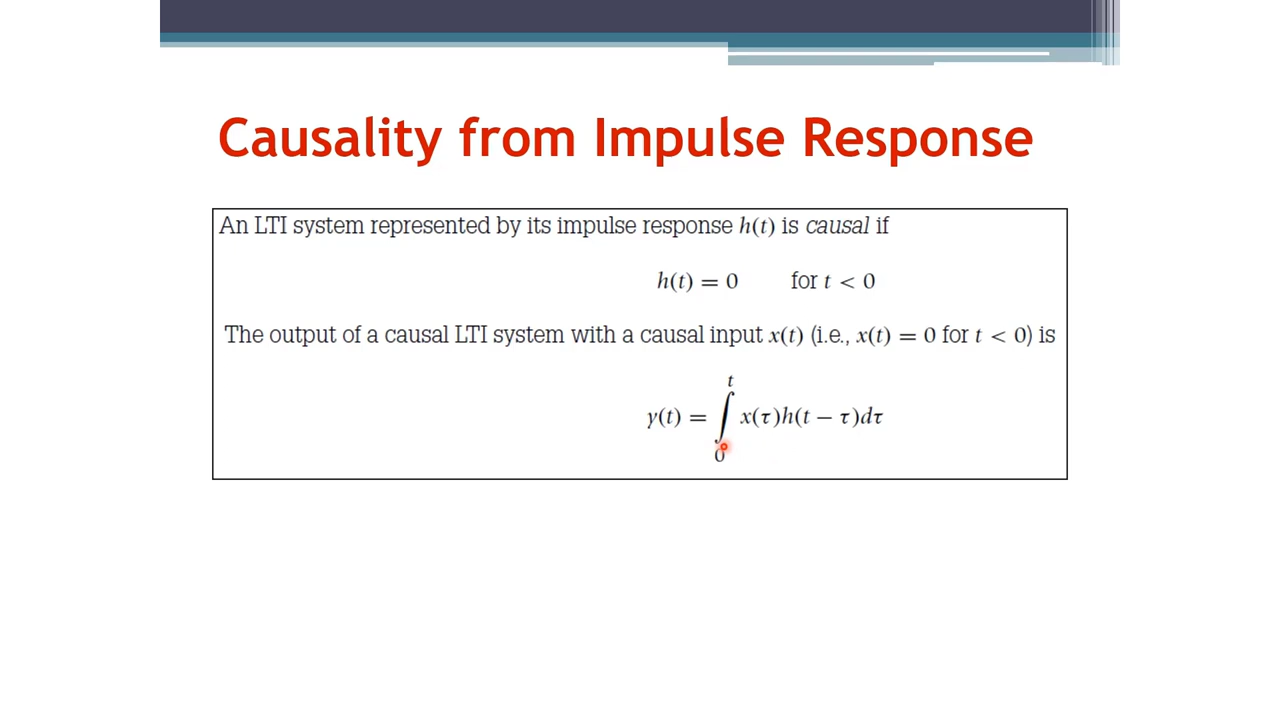 Causality from Impulse Response
An LTI system represented by its impulse response h(t) is causal if
h(t) = 0 for t < 0
The output of a causal LTI system with a causal input x(t) (i.e., x(t) = 0 for t < 0) is
y(t) = ∫₀ᵗ x(τ)h(t − τ)dτ